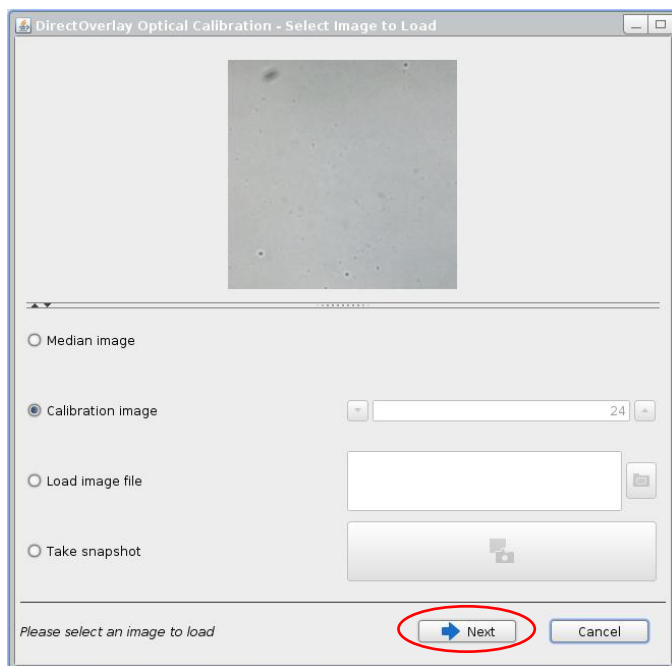 DirectOverlay Optical Calibration - Select Image to Load
Median image
Calibration image
24
Load image file
Take snapshot
Please select an image to load
Next
Cancel